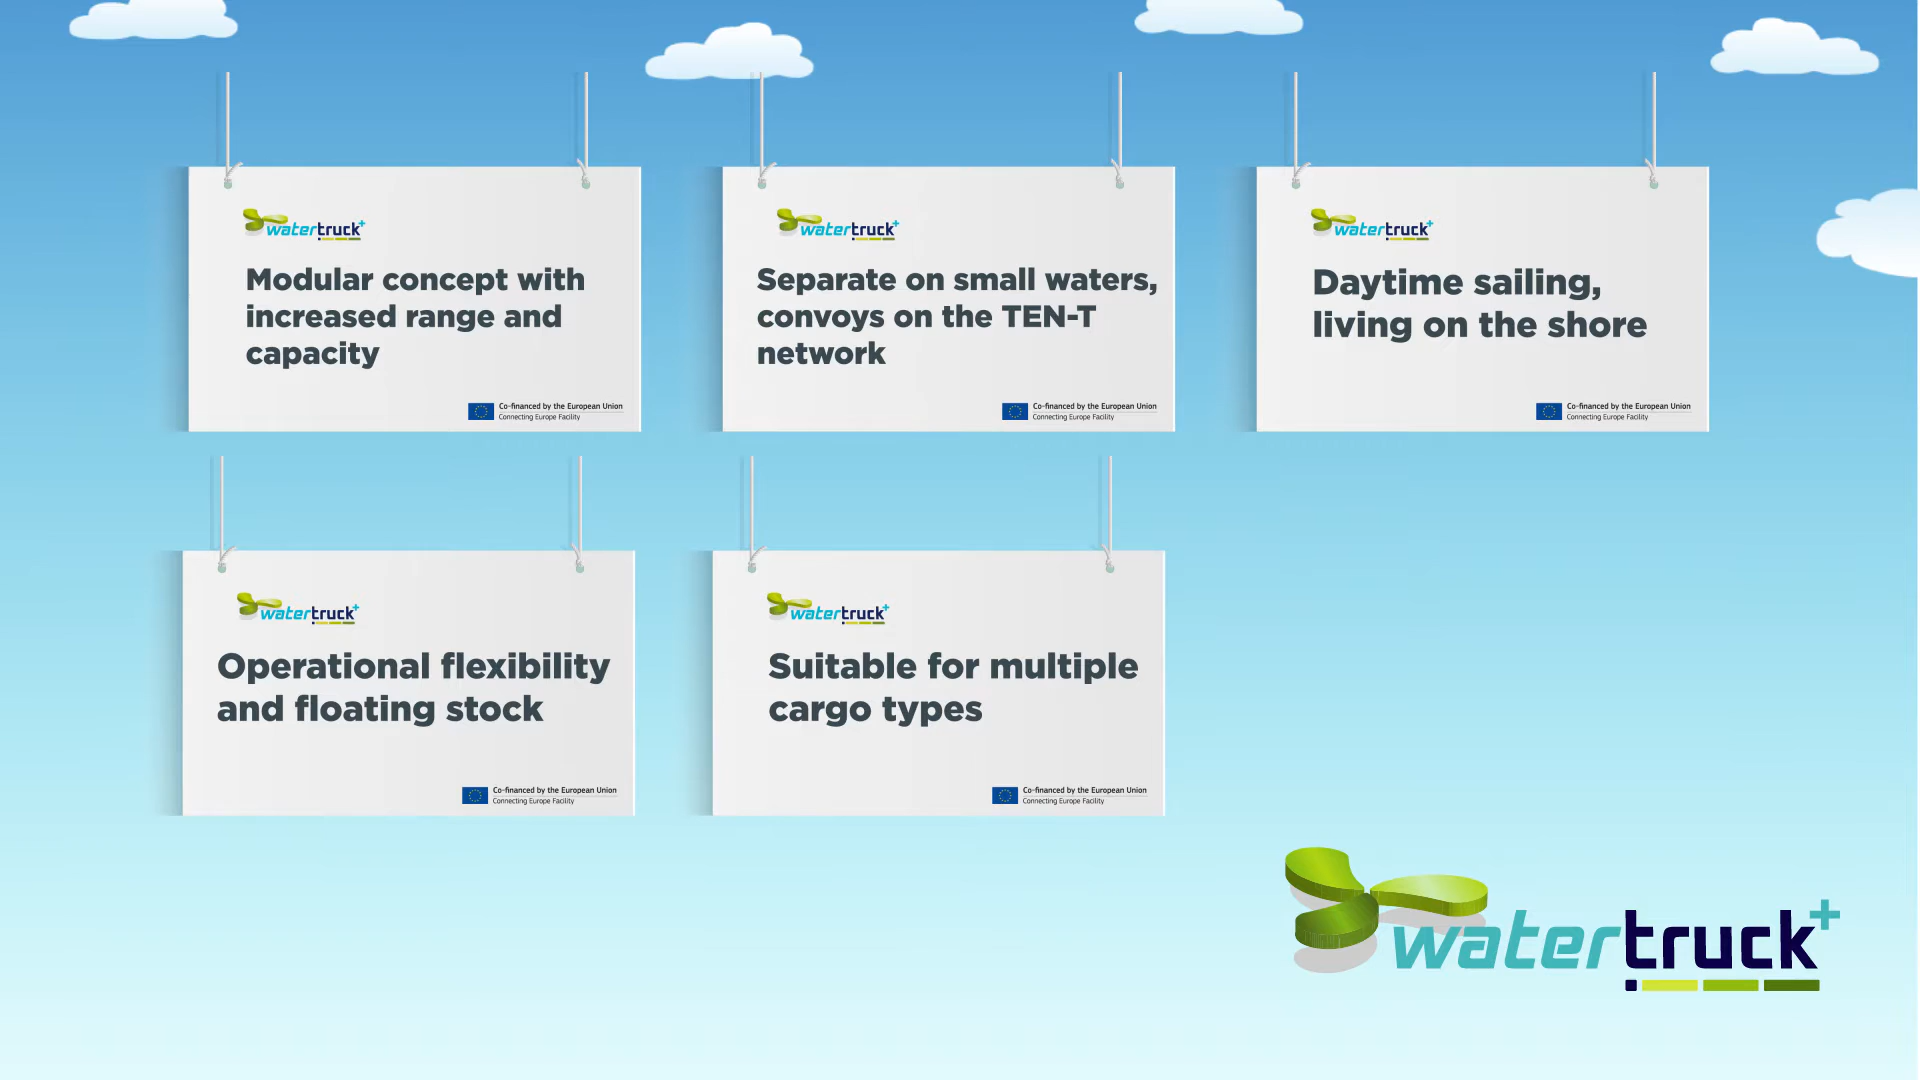 watertruck+
Modular concept with
increased range and
capacity
Co-financed by the European Union
Connecting Europe Facility
watertruck+
Separate on small waters,
convoys on the TEN-T
network
Co-financed by the European Union
Connecting Europe Facility
watertruck+
Daytime sailing,
living on the shore
Co-financed by the European Union
Connecting Europe Facility
watertruck+
Operational flexibility
and floating stock
Co-financed by the European Union
Connecting Europe Facility
watertruck+
Suitable for multiple
cargo types
Co-financed by the European Union
Connecting Europe Facility
watertruck+